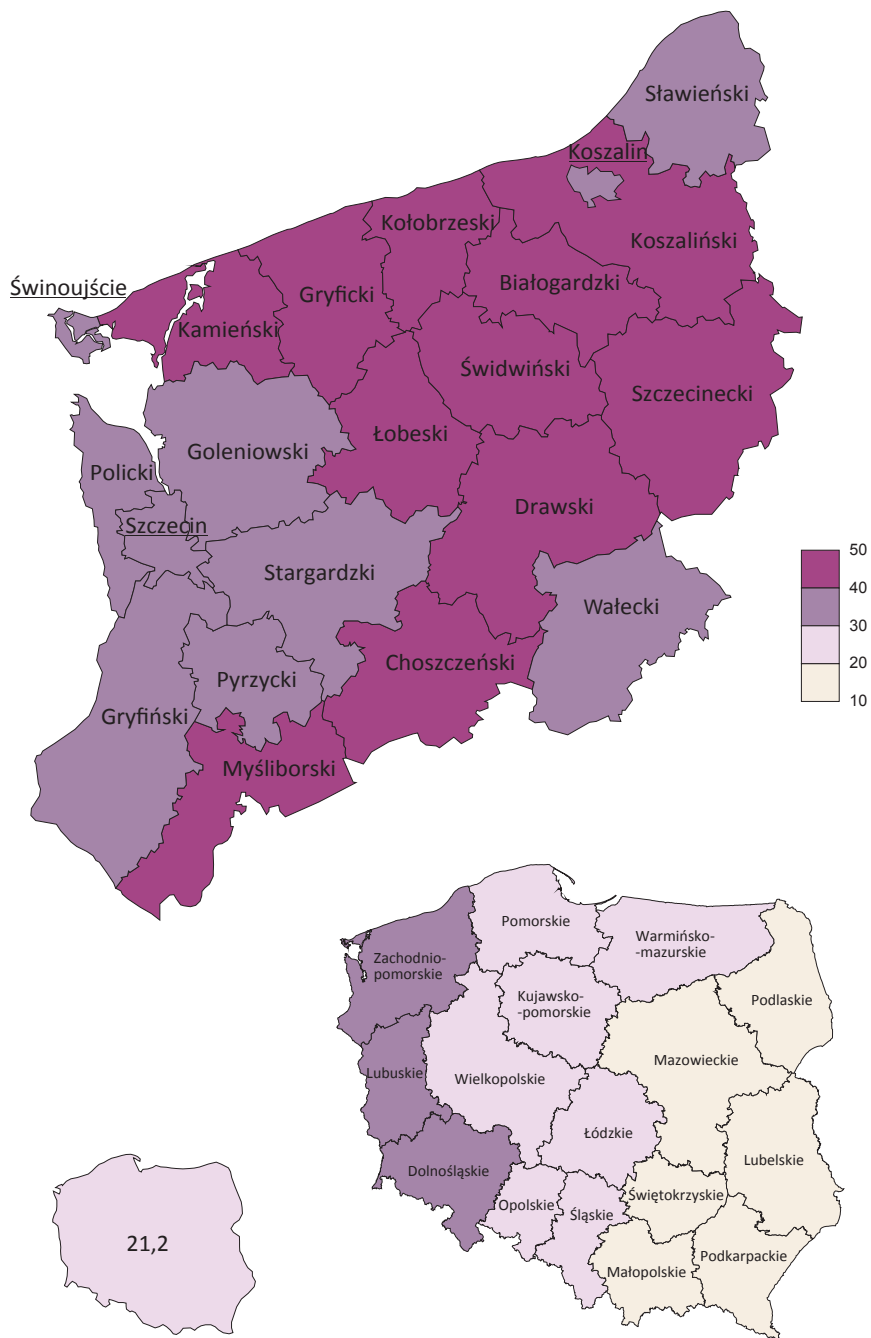 Sławieński
Koszalin
Kołobrzeski
Koszaliński
Świnoujście
Białogardzki
Gryficki
Kamieński
Świdwiński
Szczecinecki
Łobeski
Goleniowski
Policki
Drawski
Szczecin
Stargardzki
Wałecki
Choszczeński
Pyrzycki
Gryfiński
Myśliborski
50
40
30
20
10
Pomorskie
Warmińsko-
-mazurskie
Zachodnio-
pomorskie
Kujawsko-
-pomorskie
Podlaskie
Mazowieckie
Lubuskie
Wielkopolskie
Łódzkie
Lubelskie
Dolnośląskie
Świętokrzyskie
Opolskie
Śląskie
Podkarpackie
Małopolskie
21,2